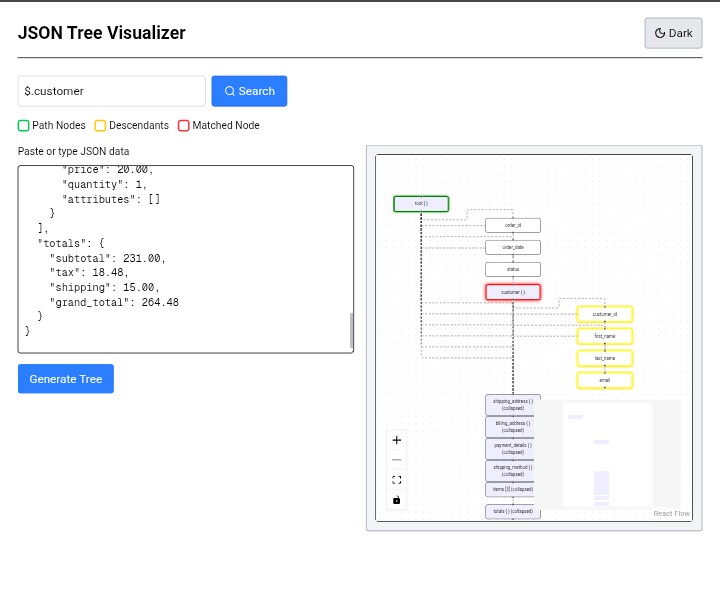 JSON Tree Visualizer
Dark
$.customer
Search
Path Nodes
Descendants
Matched Node
Paste or type JSON data
"price": 20.00,
"quantity": 1,
"attributes": []
}
],
"totals": {
"subtotal": 231.00,
"tax": 18.48,
"shipping": 15.00,
"grand_total": 264.48
}
}
Generate Tree
root { }
order_id
order_date
status
customer { }
customer_id
first_name
last_name
email
shipping_address { }
(collapsed)
billing_address { }
(collapsed)
payment_details { }
(collapsed)
shipping_method { }
(collapsed)
items [3] (collapsed)
totals { } (collapsed)
React Flow